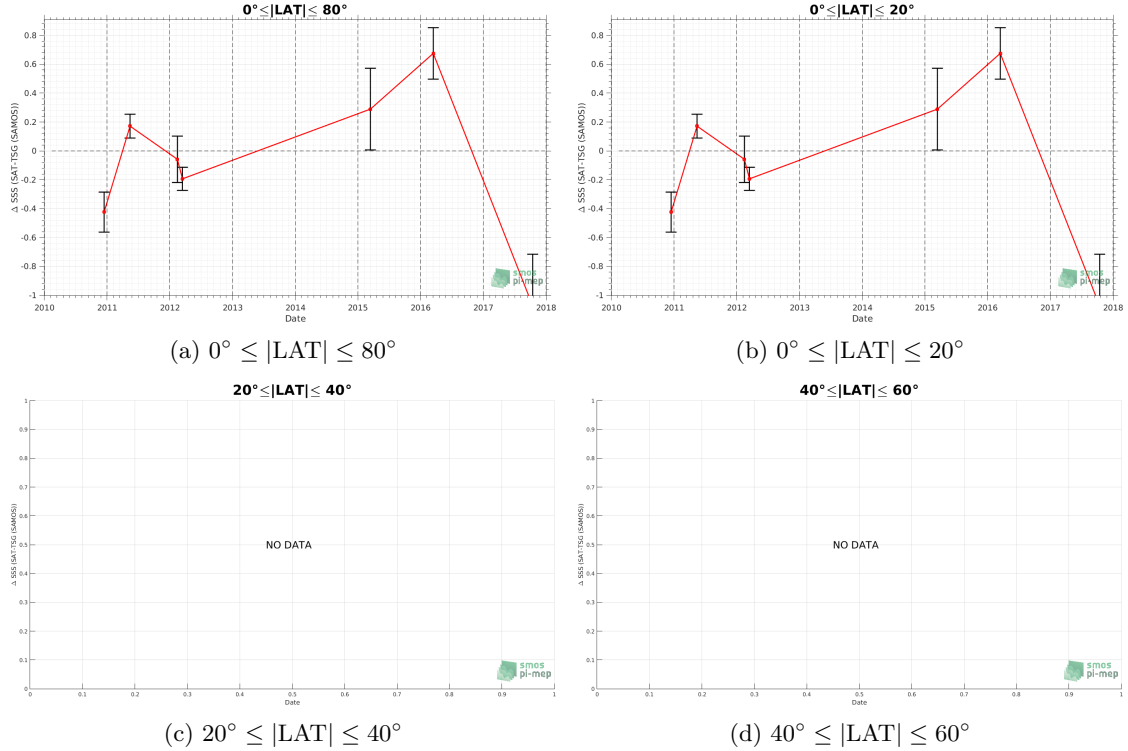 0°≤|LAT|≤ 80°
Δ SSS (SAT-TSG (SAMOS))
0.8
0.6
0.4
0.2
0
-0.2
-0.4
-0.6
-0.8
-1
2010 2011 2012 2013 2014 2015 2016 2017 2018
Date
smos
pi-mep
(a) 0° ≤ |LAT| ≤ 80°
0°≤|LAT|≤ 20°
Δ SSS (SAT-TSG (SAMOS))
0.8
0.6
0.4
0.2
0
-0.2
-0.4
-0.6
-0.8
-1
2010 2011 2012 2013 2014 2015 2016 2017 2018
Date
smos
pi-mep
(b) 0° ≤ |LAT| ≤ 20°
20°≤|LAT|≤ 40°
Δ SSS (SAT-TSG (SAMOS))
1
0.9
0.8
0.7
0.6
0.5
0.4
0.3
0.2
0.1
0
NO DATA
0 0.1 0.2 0.3 0.4 0.5 0.6 0.7 0.8 0.9 1
Date
smos
pi-mep
(c) 20° ≤ |LAT| ≤ 40°
40°≤|LAT|≤ 60°
Δ SSS (SAT-TSG (SAMOS))
1
0.9
0.8
0.7
0.6
0.5
0.4
0.3
0.2
0.1
0
NO DATA
0 0.1 0.2 0.3 0.4 0.5 0.6 0.7 0.8 0.9 1
Date
smos
pi-mep
(d) 40° ≤ |LAT| ≤ 60°